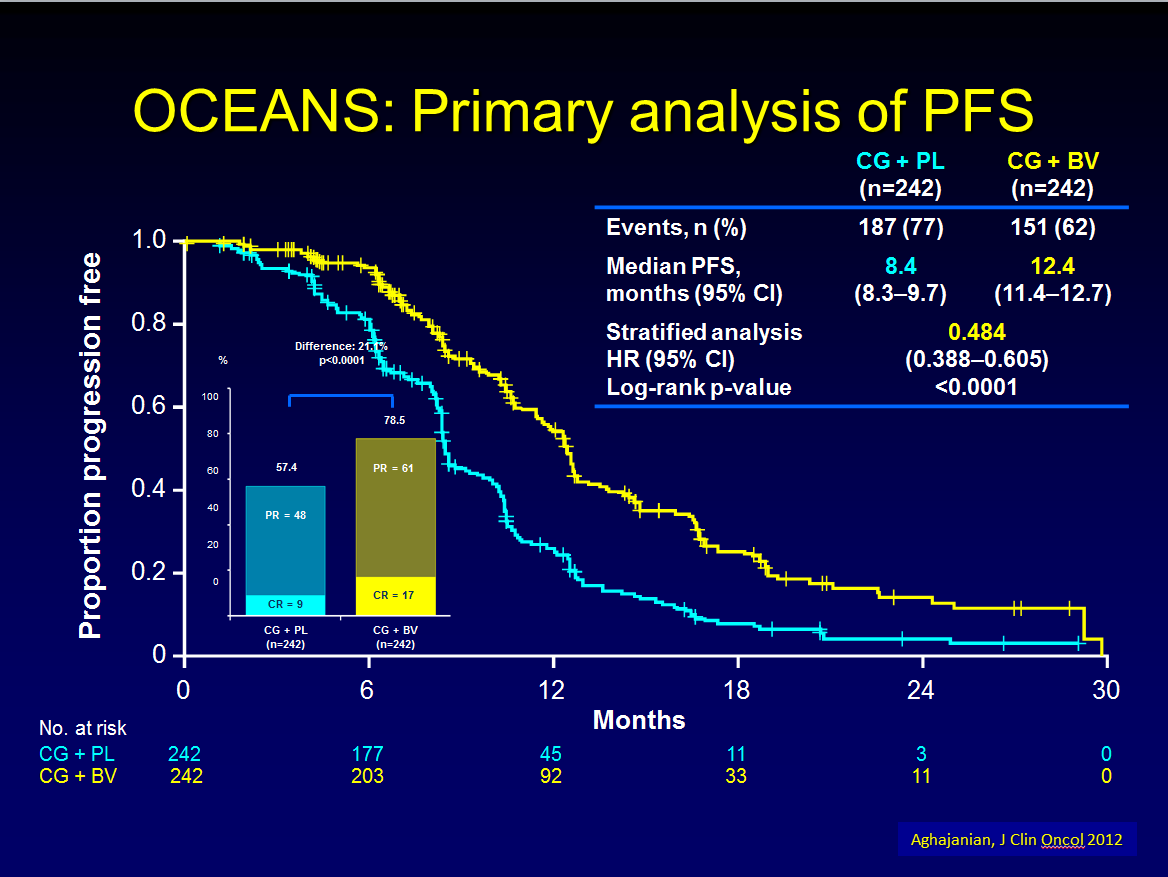 OCEANS: Primary analysis of PFS
CG + PL CG + BV
(n=242) (n=242)
Events, n (%) 187 (77) 151 (62)
Median PFS, 8.4 12.4
months (95% CI) (8.3–9.7) (11.4–12.7)
Stratified analysis 0.484
HR (95% CI) (0.388–0.605)
Log-rank p-value <0.0001
Proportion progression free
1.0
0.8
0.6
0.4
0.2
0
Difference: 21.1%
p<0.0001
%
100
80
60
40
20
0
57.4
78.5
PR = 48
PR = 61
CR = 9
CR = 17
CG + PL CG + BV
(n=242) (n=242)
0 6 12 18 24 30
Months
No. at risk
CG + PL 242 177 45 11 3 0
CG + BV 242 203 92 33 11 0
Aghajanian, J Clin Oncol 2012